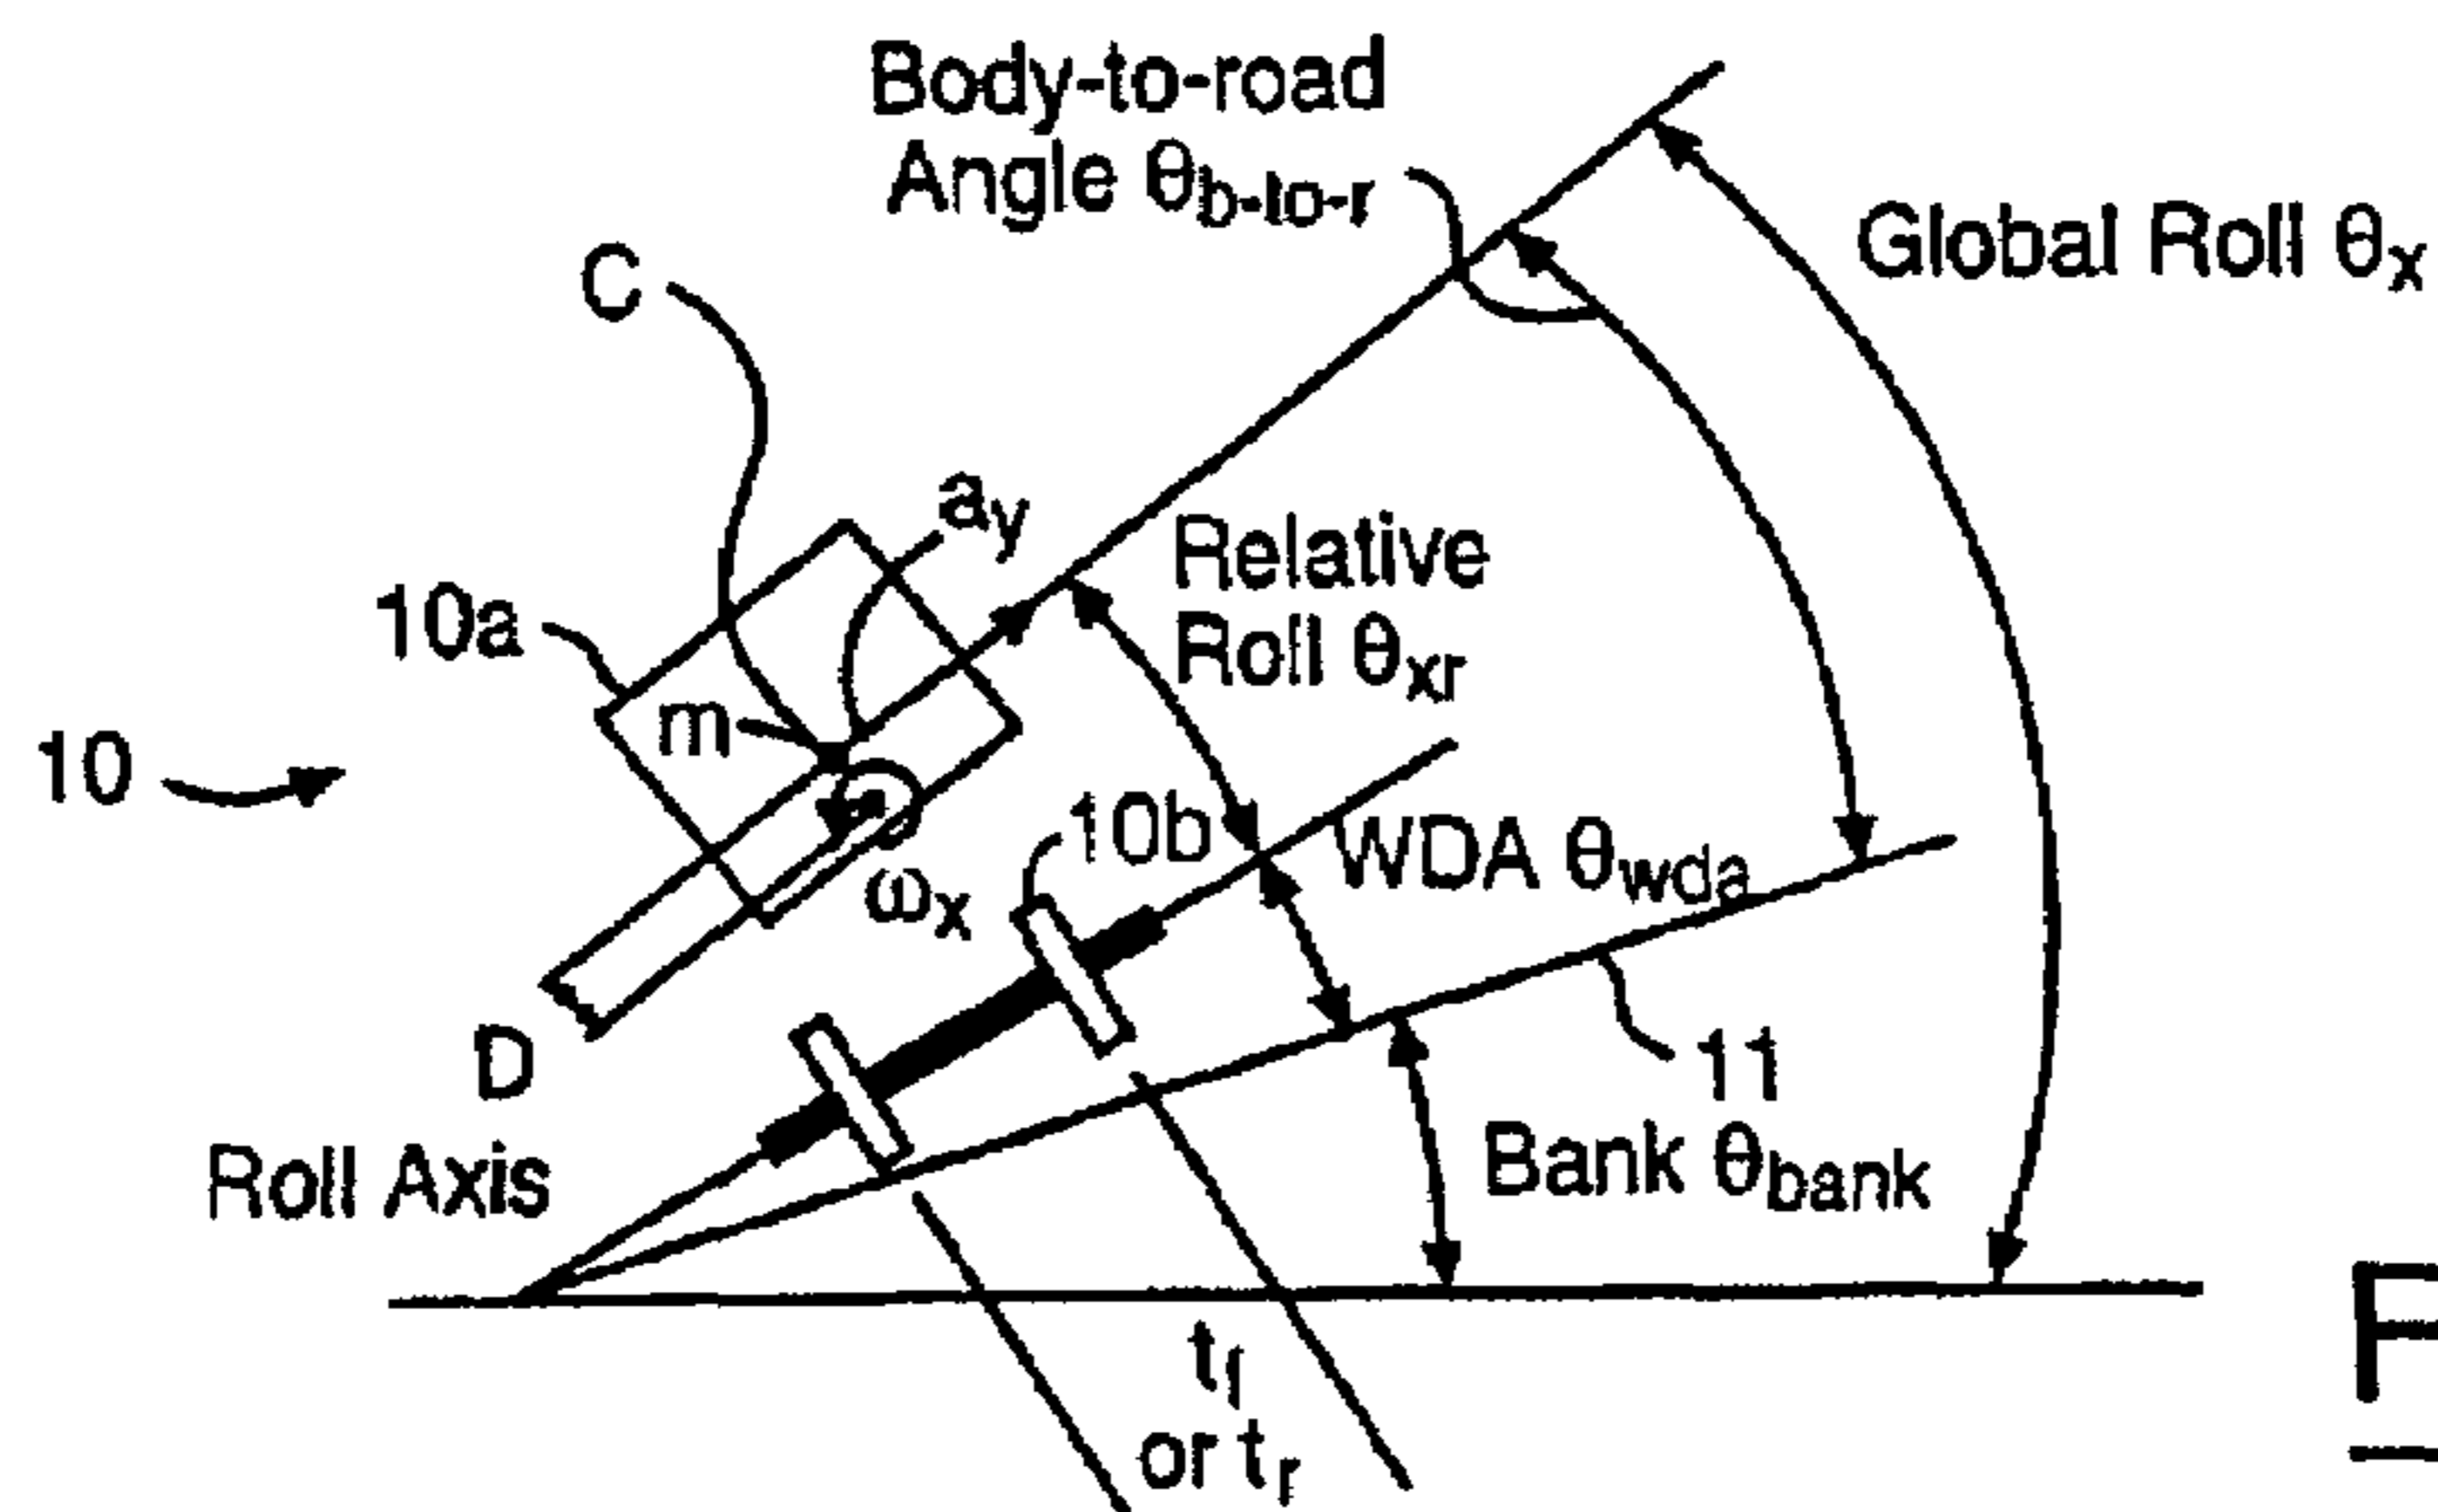 Body-to-road
Angle θb-to-r
Global Roll θx
C
ay
Relative
Roll θxr
10a
m
10
10b
WDA θwda
ωx
D
11
Roll Axis
Bank θbank
tf
or tr
F